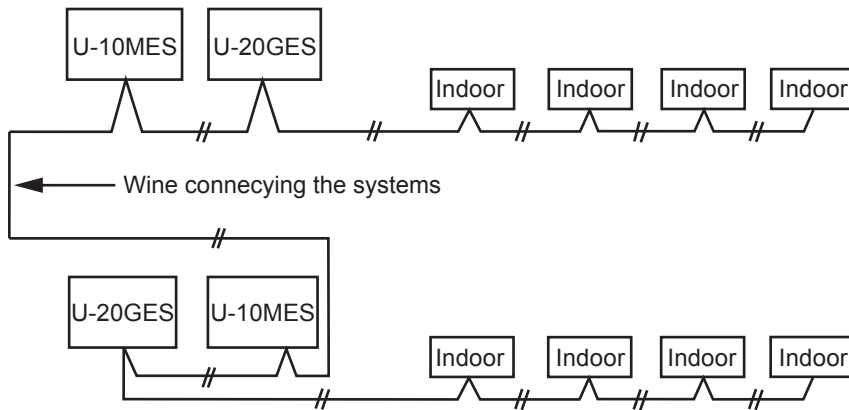 U-10MES U-20GES
Indoor Indoor Indoor Indoor
Wine connecying the systems
U-20GES U-10MES
Indoor Indoor Indoor Indoor